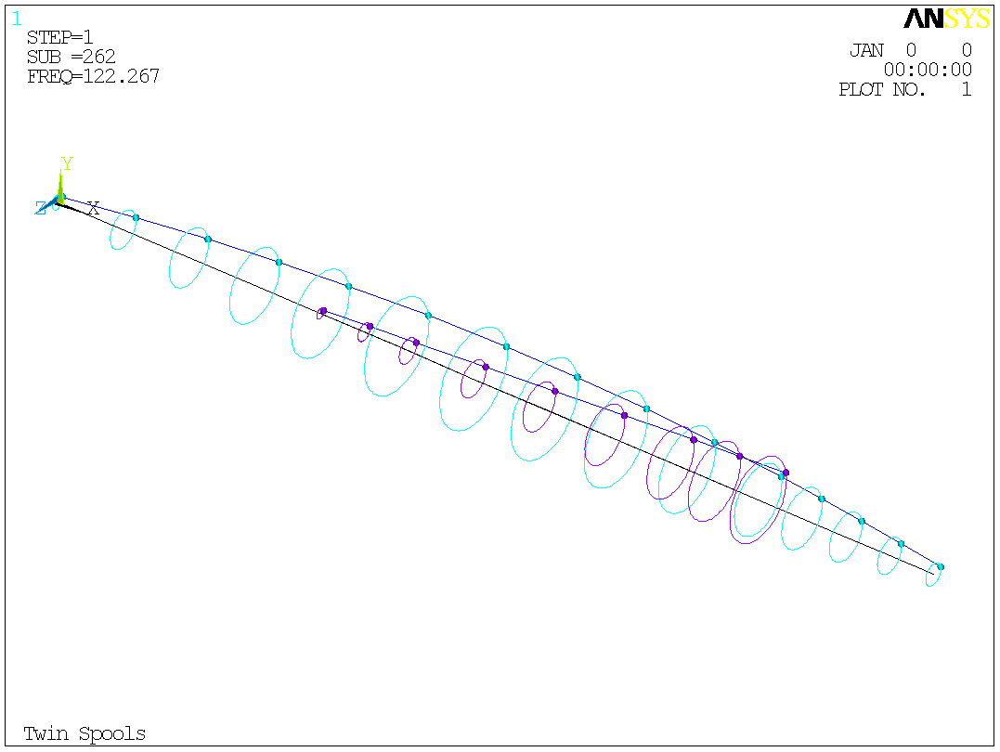 1
ANSYS
STEP=1
SUB =262
FREQ=122.267
JAN 0 0
00:00:00
PLOT NO. 1
Y
Z
X
Twin Spools